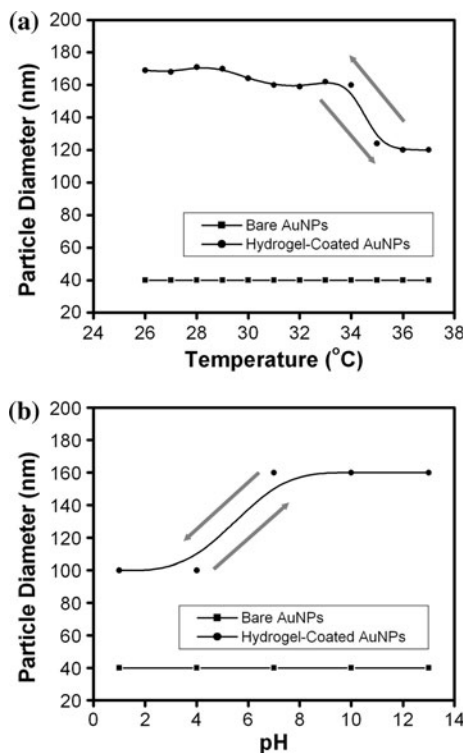 (a)
200
180
160
140
120
100
80
60
40
20
Particle Diameter (nm)
Bare AuNPs
Hydrogel-Coated AuNPs
24 26 28 30 32 34 36 38
Temperature (°C)
(b)
200
180
160
140
120
100
80
60
40
20
Particle Diameter (nm)
Bare AuNPs
Hydrogel-Coated AuNPs
0 2 4 6 8 10 12 14
pH